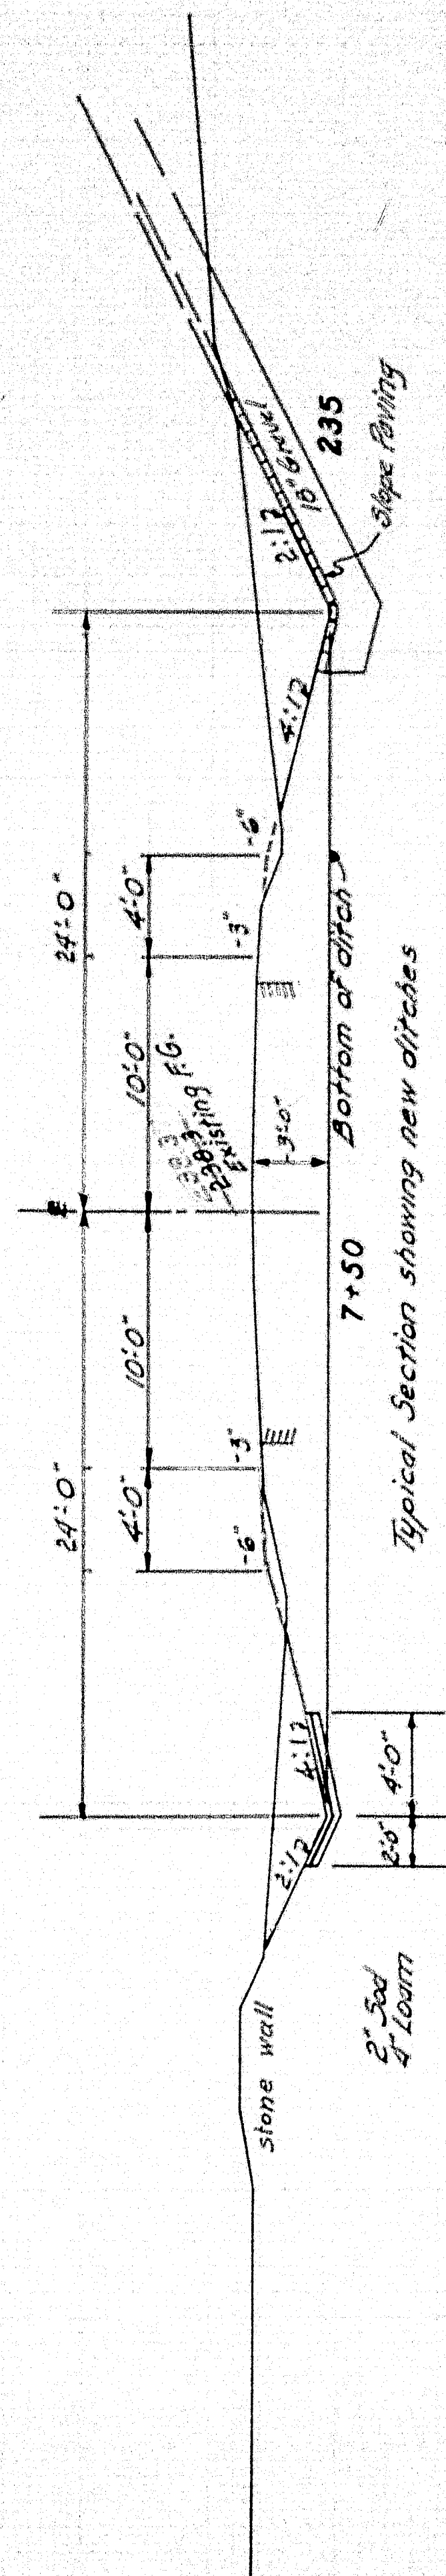 24'-0"
24'-0"
4'-0"
10'-0"
10'-0"
4'-0"
238.3
Existing F.G.
-6"
-3"
-3"
-6"
-3'-0"
stone wall
2:1
4:1
4:1
2:1
18" Gravel
235
Slope Paving
Bottom of ditch
2'-0"
4'-0"
2" Sod
4" Loam
7+50
Typical Section showing new ditches